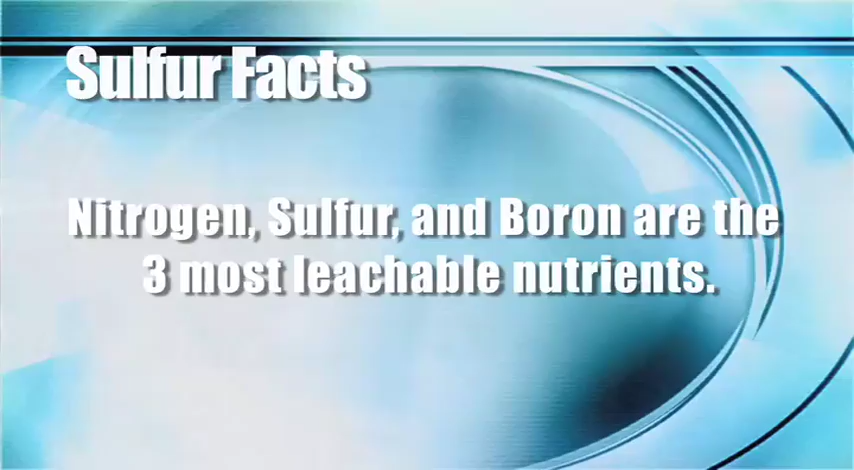 Sulfur Facts
Nitrogen, Sulfur, and Boron are the
3 most leachable nutrients.